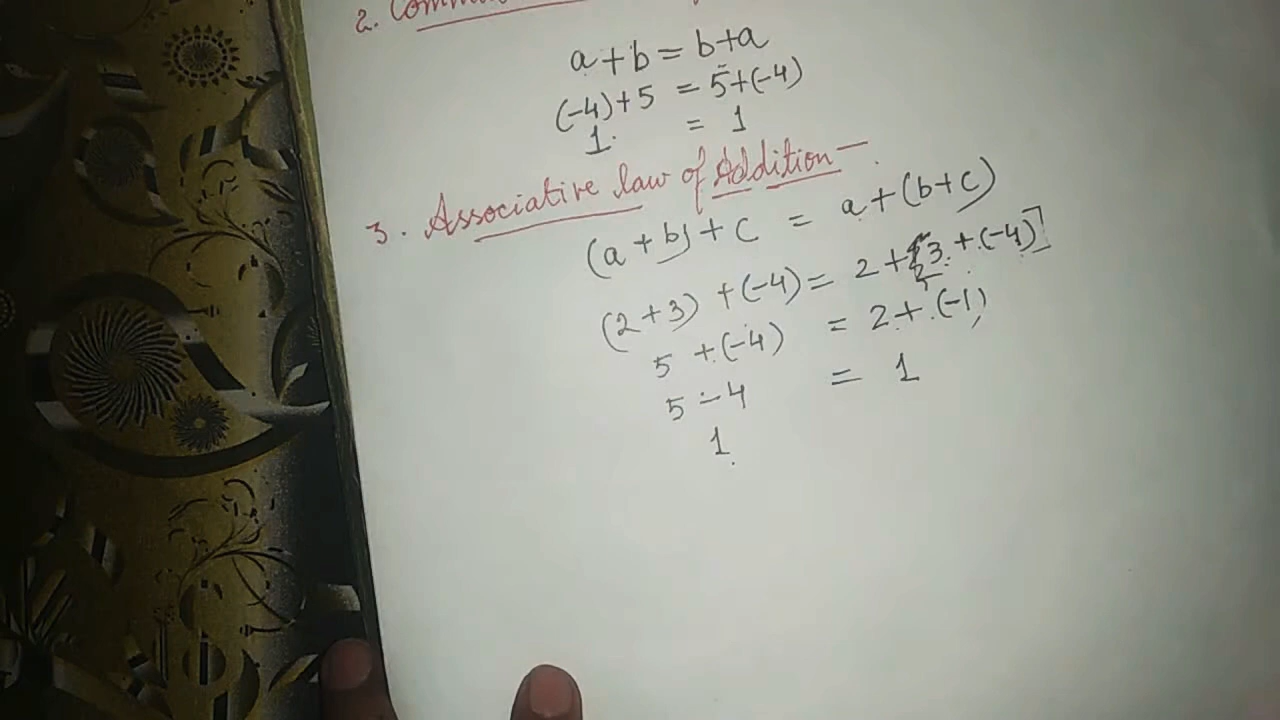 2.
a + b = b+a
(-4)+5 = 5+(-4)
1. = 1
3. Associative law of Addition-.
(a + b) + c = a+(b+c)
(2+3) +(-4) = 2+[3+(-4)]
5 +(-4) = 2+(-1)
5-4 = 1
1.